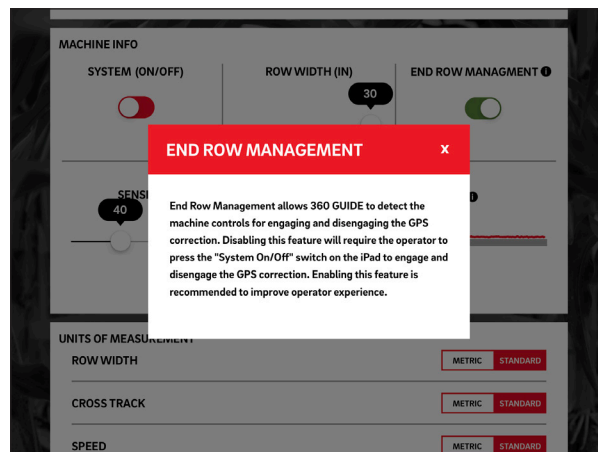 MACHINE INFO
SYSTEM (ON/OFF)
ROW WIDTH (IN)
END ROW MANAGMENT
30
END ROW MANAGEMENT
X
SENSI
40
End Row Management allows 360 GUIDE to detect the
machine controls for engaging and disengaging the GPS
correction. Disabling this feature will require the operator to
press the "System On/Off" switch on the iPad to engage and
disengage the GPS correction. Enabling this feature is
recommended to improve operator experience.
UNITS OF MEASUREMENT
ROW WIDTH
METRIC STANDARD
CROSS TRACK
METRIC STANDARD
SPEED
METRIC STANDARD